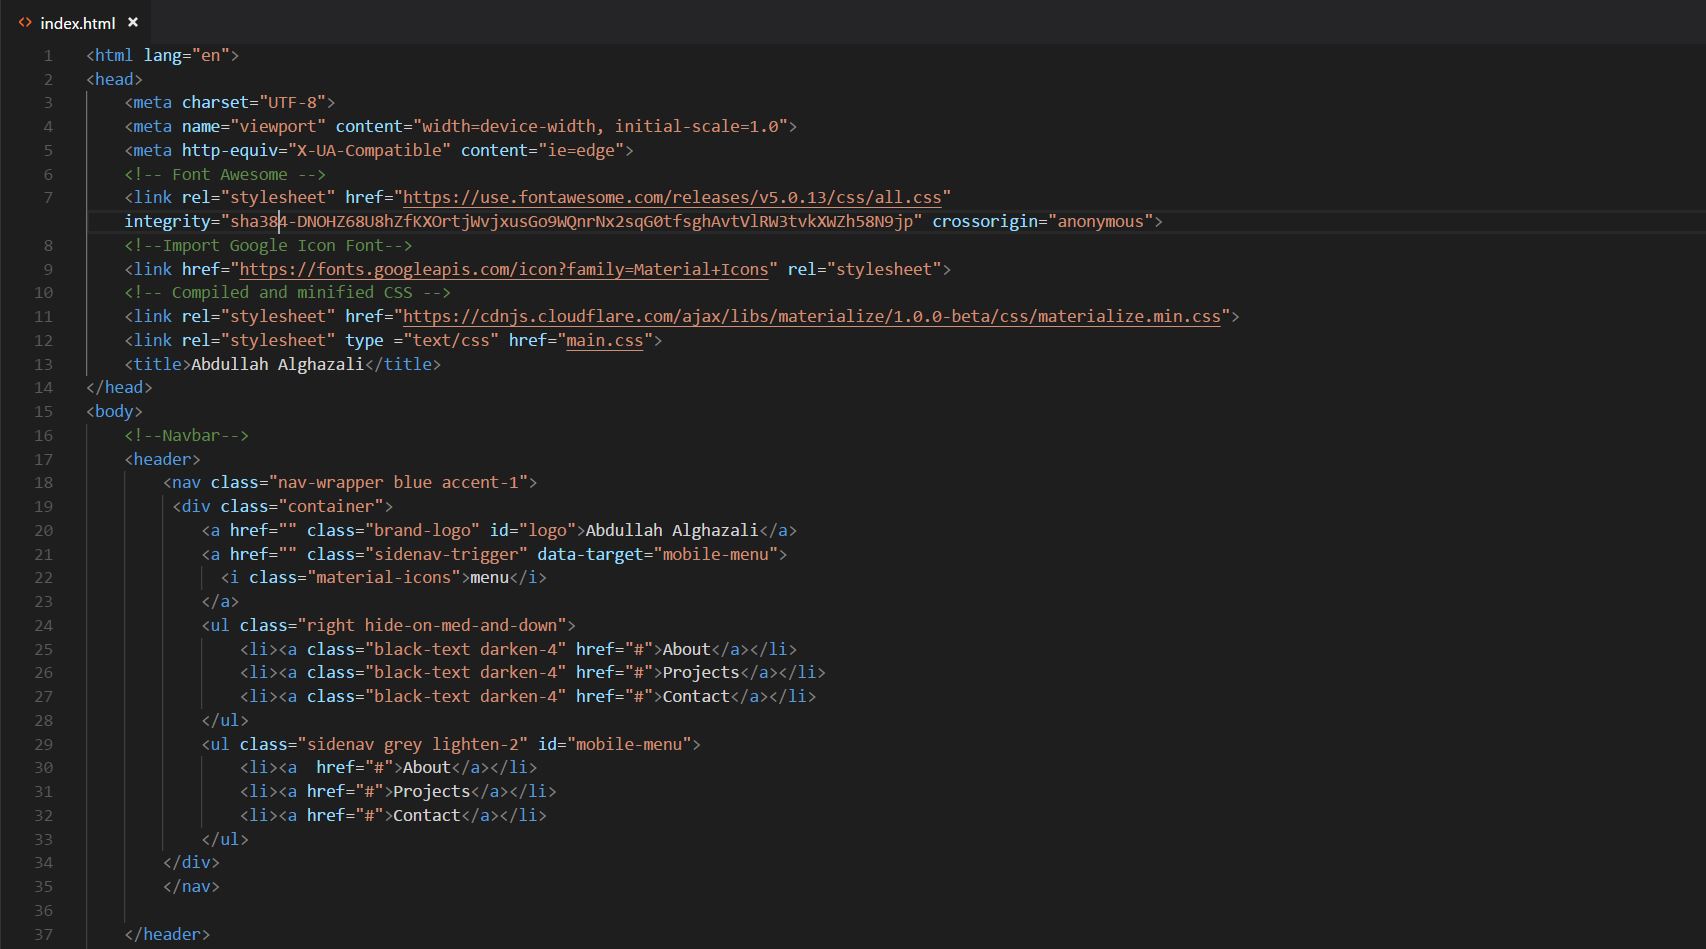 index.html ×
1 <html lang="en">
2 <head>
3 <meta charset="UTF-8">
4 <meta name="viewport" content="width=device-width, initial-scale=1.0">
5 <meta http-equiv="X-UA-Compatible" content="ie=edge">
6 <!-- Font Awesome -->
7 <link rel="stylesheet" href="https://use.fontawesome.com/releases/v5.0.13/css/all.css"
integrity="sha384-DNOHZ68U8hZfKXOrtjWvjxusGo9WQnrNx2sqG0tfsghAvtVlRW3tvkXWZh58N9jp" crossorigin="anonymous">
8 <!--Import Google Icon Font-->
9 <link href="https://fonts.googleapis.com/icon?family=Material+Icons" rel="stylesheet">
10 <!-- Compiled and minified CSS -->
11 <link rel="stylesheet" href="https://cdnjs.cloudflare.com/ajax/libs/materialize/1.0.0-beta/css/materialize.min.css">
12 <link rel="stylesheet" type ="text/css" href="main.css">
13 <title>Abdullah Alghazali</title>
14 </head>
15 <body>
16 <!--Navbar-->
17 <header>
18 <nav class="nav-wrapper blue accent-1">
19 <div class="container">
20 <a href="" class="brand-logo" id="logo">Abdullah Alghazali</a>
21 <a href="" class="sidenav-trigger" data-target="mobile-menu">
22 <i class="material-icons">menu</i>
23 </a>
24 <ul class="right hide-on-med-and-down">
25 <li><a class="black-text darken-4" href="#">About</a></li>
26 <li><a class="black-text darken-4" href="#">Projects</a></li>
27 <li><a class="black-text darken-4" href="#">Contact</a></li>
28 </ul>
29 <ul class="sidenav grey lighten-2" id="mobile-menu">
30 <li><a  href="#">About</a></li>
31 <li><a href="#">Projects</a></li>
32 <li><a href="#">Contact</a></li>
33 </ul>
34 </div>
35 </nav>
36
37 </header>